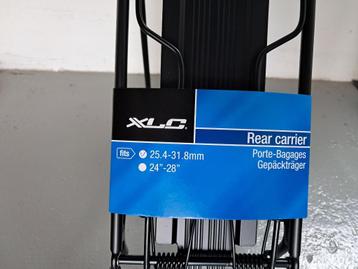 XLC
Rear carrier
fits
25.4-31.8mm
24"-28"
Porte-Bagages
Gepäckträger